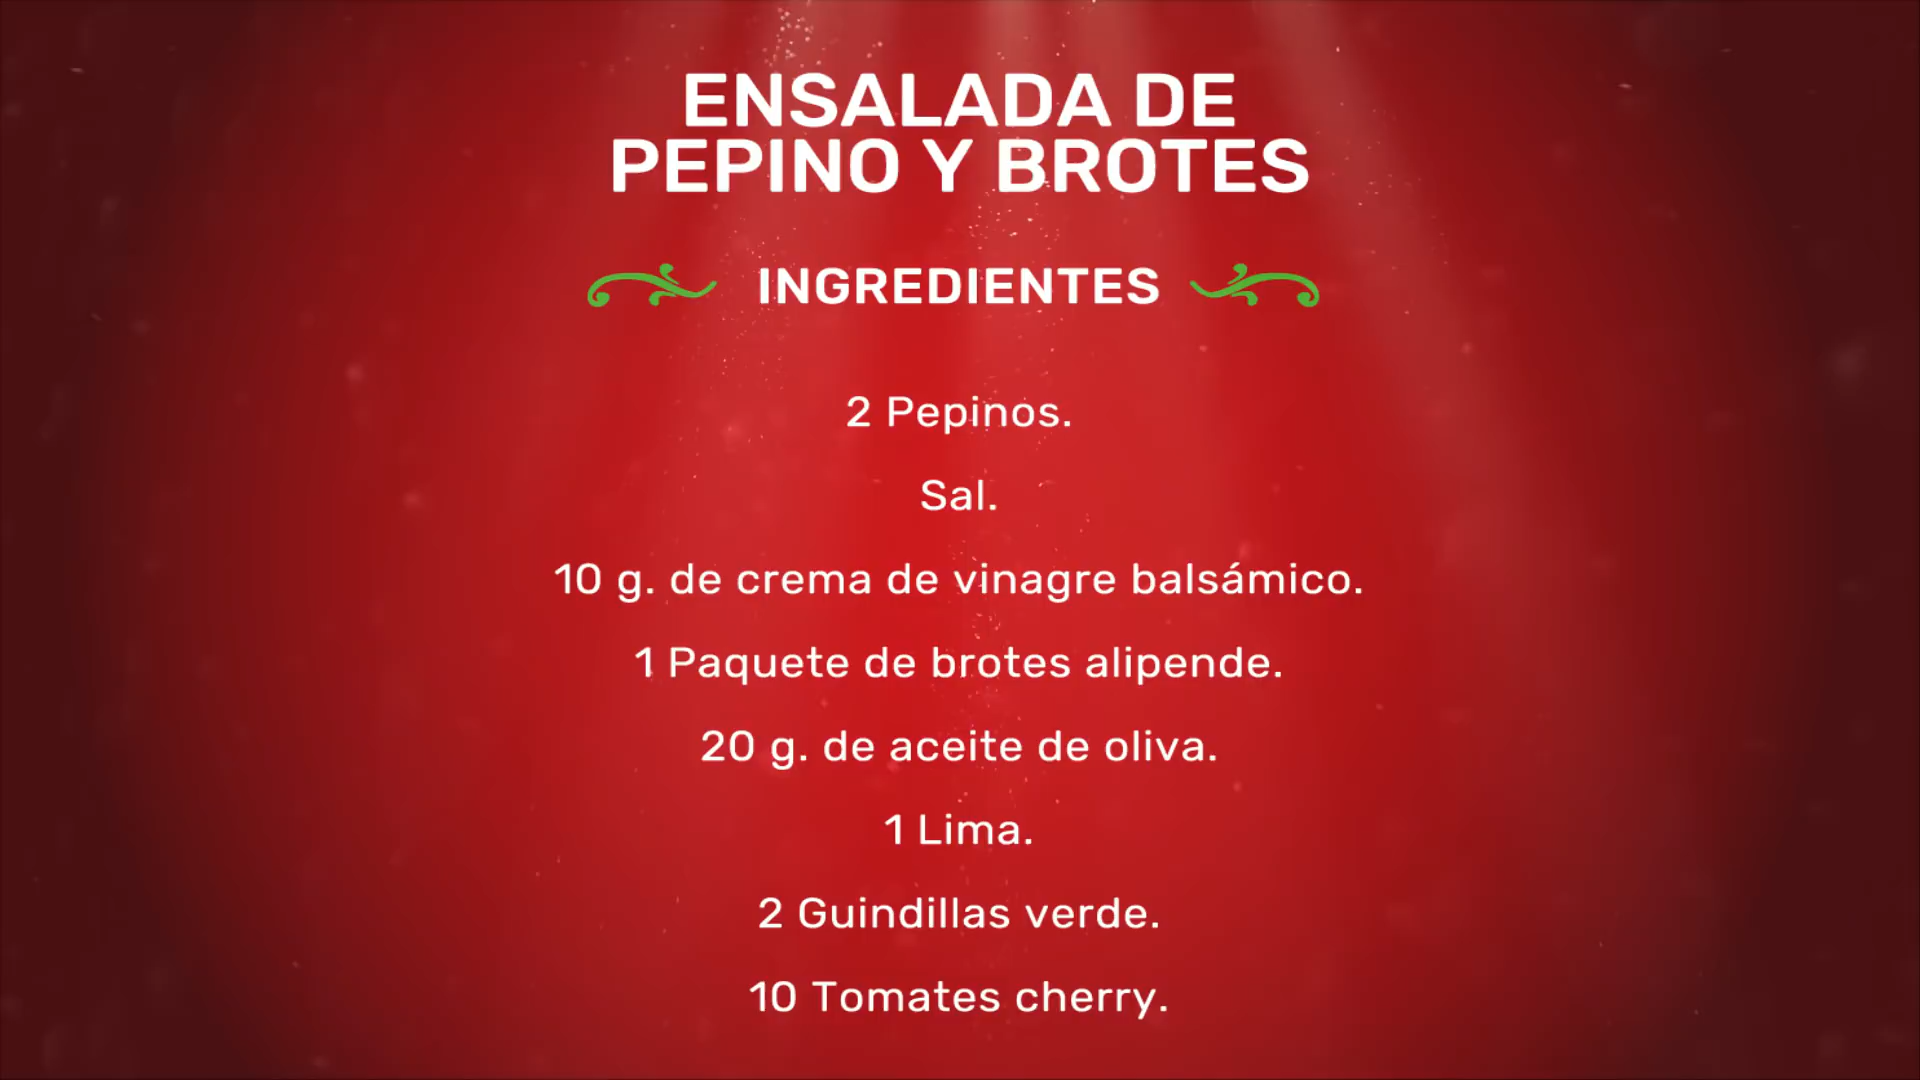 ENSALADA DE
PEPINO Y BROTES
INGREDIENTES
2 Pepinos.
Sal.
10 g. de crema de vinagre balsámico.
1 Paquete de brotes alipende.
20 g. de aceite de oliva.
1 Lima.
2 Guindillas verde.
10 Tomates cherry.